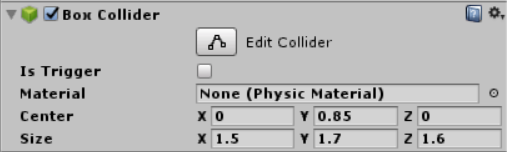 Box Collider
Edit Collider
Is Trigger
Material None (Physic Material)
Center X 0 Y 0.85 Z 0
Size X 1.5 Y 1.7 Z 1.6